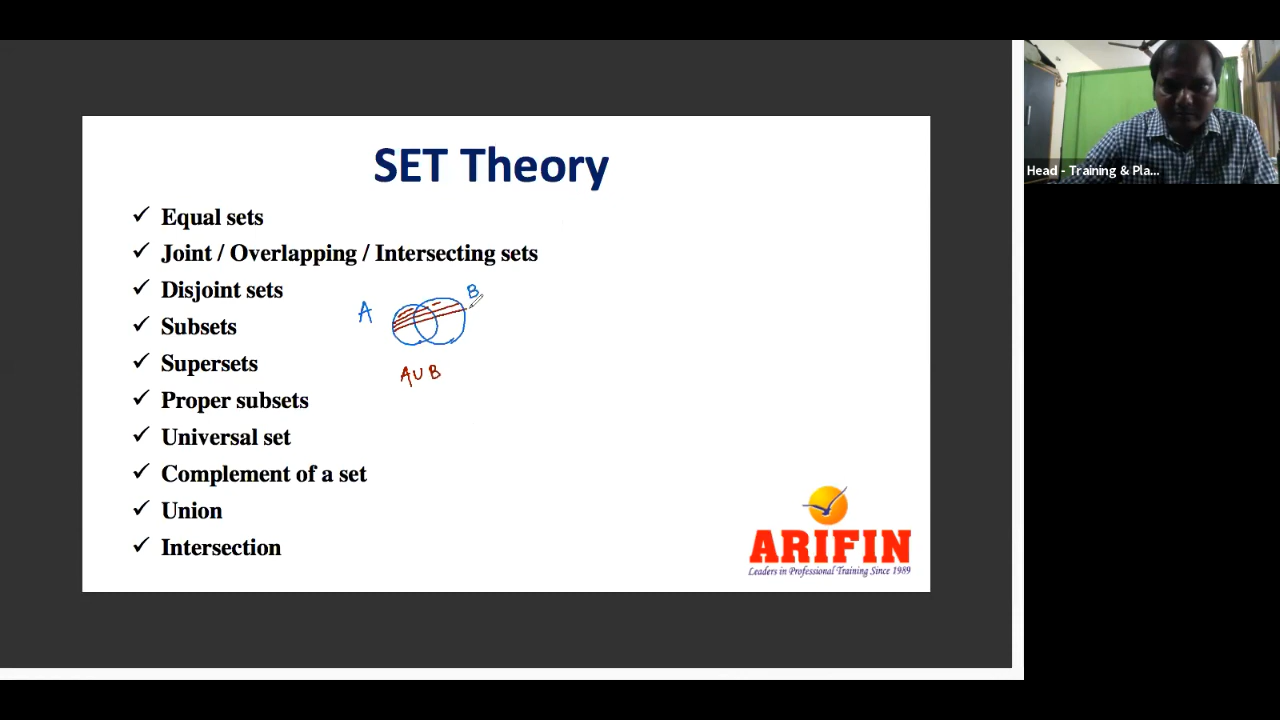 SET Theory
✓ Equal sets
✓ Joint / Overlapping / Intersecting sets
✓ Disjoint sets
✓ Subsets
✓ Supersets
✓ Proper subsets
✓ Universal set
✓ Complement of a set
✓ Union
✓ Intersection
A
B
A∪B
ARIFIN
Leaders in Professional Training Since 1989
Head - Training & Pla...